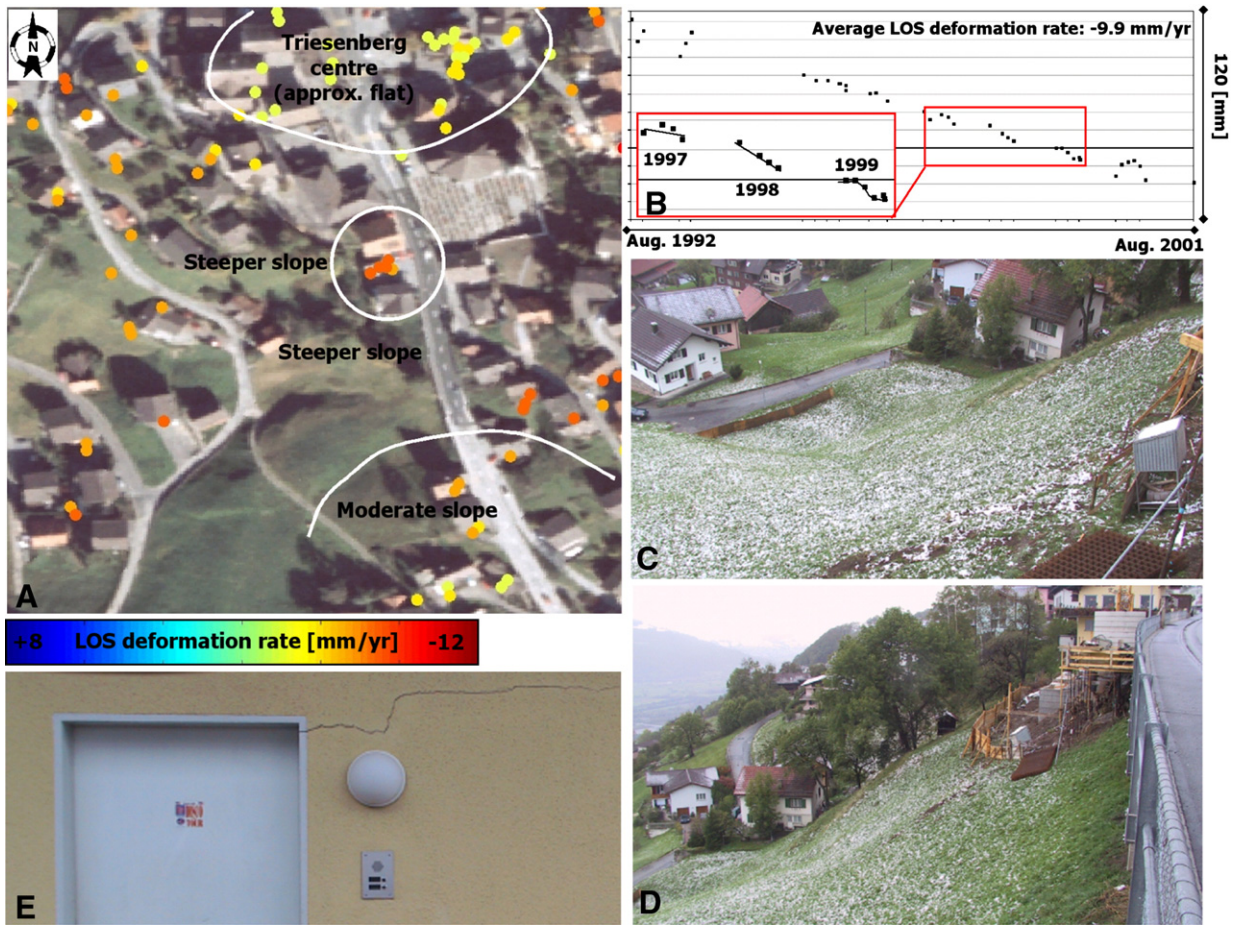 N
Triesenberg
centre
(approx. flat)
Steeper slope
Steeper slope
Moderate slope
A
+8 LOS deformation rate [mm/yr] -12
Average LOS deformation rate: -9.9 mm/yr
120 [mm]
1997
1998
1999
B
Aug. 1992
Aug. 2001
C
D
E